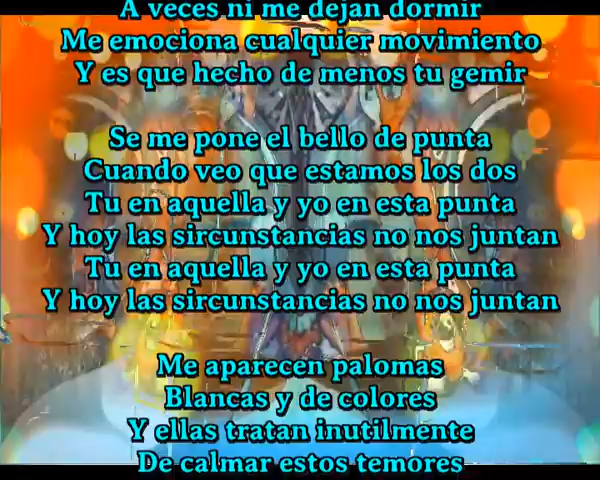 A veces ni me dejan dormir
Me emociona cualquier movimiento
Y es que hecho de menos tu gemir
Se me pone el bello de punta
Cuando veo que estamos los dos
Tu en aquella y yo en esta punta
Y hoy las sircunstancias no nos juntan
Tu en aquella y yo en esta punta
Y hoy las sircunstancias no nos juntan
Me aparecen palomas
Blancas y de colores
Y ellas tratan inutilmente
De calmar estos temores